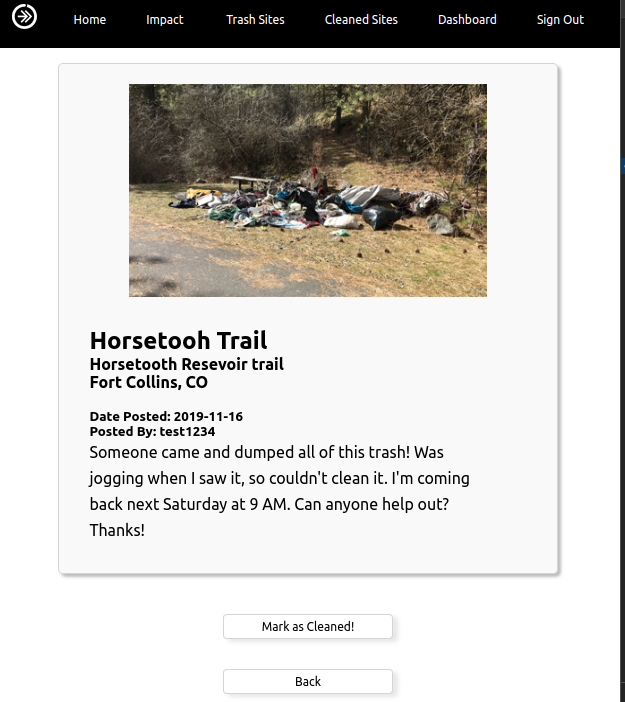 Home Impact Trash Sites Cleaned Sites Dashboard Sign Out
Horsetooh Trail
Horsetooth Resevoir trail
Fort Collins, CO
Date Posted: 2019-11-16
Posted By: test1234
Someone came and dumped all of this trash! Was
jogging when I saw it, so couldn't clean it. I'm coming
back next Saturday at 9 AM. Can anyone help out?
Thanks!
Mark as Cleaned!
Back